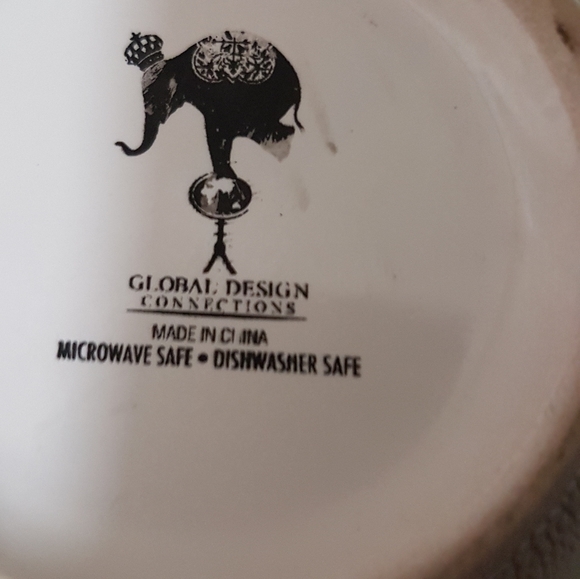 GLOBAL DESIGN
CONNECTIONS
MADE IN CHINA
MICROWAVE SAFE • DISHWASHER SAFE